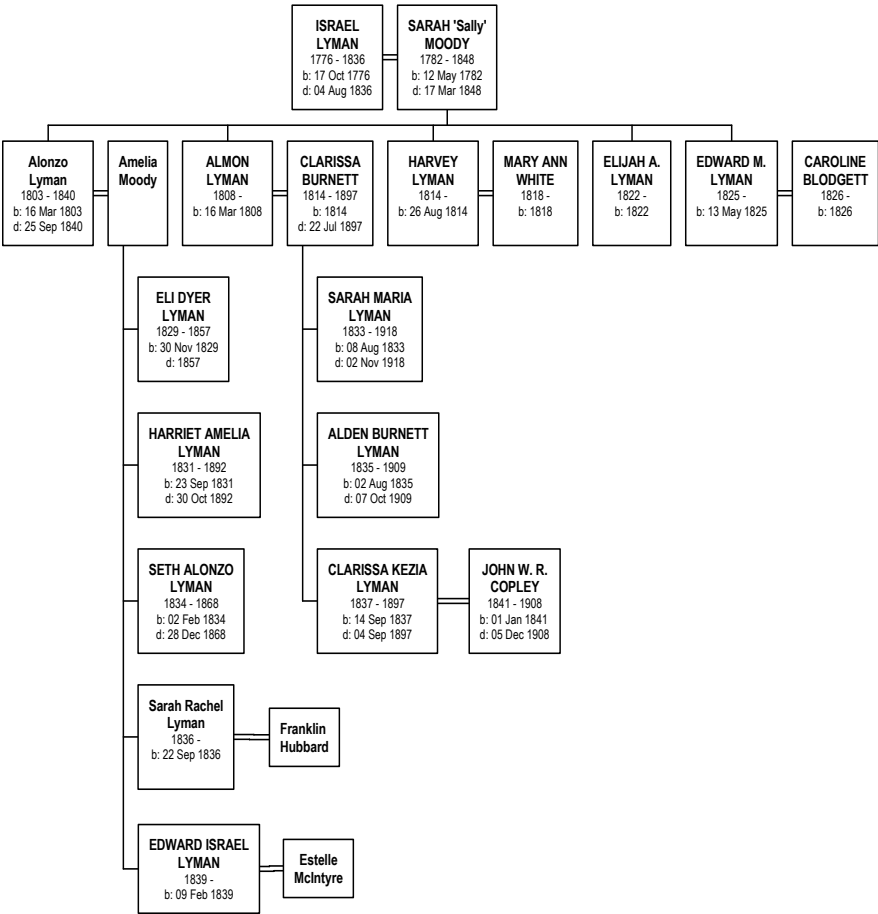 ISRAEL
LYMAN
1776 - 1836
b: 17 Oct 1776
d: 04 Aug 1836
SARAH 'Sally'
MOODY
1782 - 1848
b: 12 May 1782
d: 17 Mar 1848
Alonzo
Lyman
1803 - 1840
b: 16 Mar 1803
d: 25 Sep 1840
Amelia
Moody
ALMON
LYMAN
1808 -
b: 16 Mar 1808
CLARISSA
BURNETT
1814 - 1897
b: 1814
d: 22 Jul 1897
HARVEY
LYMAN
1814 -
b: 26 Aug 1814
MARY ANN
WHITE
1818 -
b: 1818
ELIJAH A.
LYMAN
1822 -
b: 1822
EDWARD M.
LYMAN
1825 -
b: 13 May 1825
CAROLINE
BLODGETT
1826 -
b: 1826
ELI DYER
LYMAN
1829 - 1857
b: 30 Nov 1829
d: 1857
SARAH MARIA
LYMAN
1833 - 1918
b: 08 Aug 1833
d: 02 Nov 1918
HARRIET AMELIA
LYMAN
1831 - 1892
b: 23 Sep 1831
d: 30 Oct 1892
ALDEN BURNETT
LYMAN
1835 - 1909
b: 02 Aug 1835
d: 07 Oct 1909
SETH ALONZO
LYMAN
1834 - 1868
b: 02 Feb 1834
d: 28 Dec 1868
CLARISSA KEZIA
LYMAN
1837 - 1897
b: 14 Sep 1837
d: 04 Sep 1897
JOHN W. R.
COPLEY
1841 - 1908
b: 01 Jan 1841
d: 05 Dec 1908
Sarah Rachel
Lyman
1836 -
b: 22 Sep 1836
Franklin
Hubbard
EDWARD ISRAEL
LYMAN
1839 -
b: 09 Feb 1839
Estelle
McIntyre